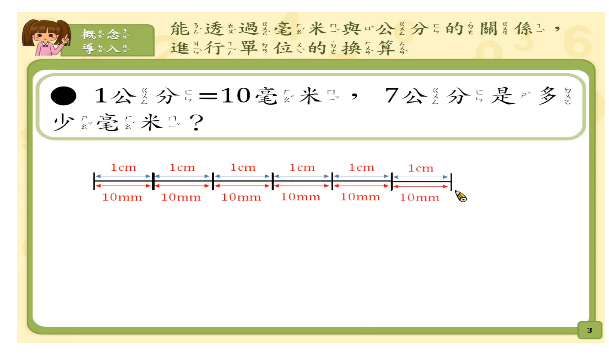 概念
導入
能透過毫米與公分的關係，
進行單位的換算
● 1公分=10毫米， 7公分是多
少毫米？
1cm 1cm 1cm 1cm 1cm 1cm
10mm 10mm 10mm 10mm 10mm 10mm
3